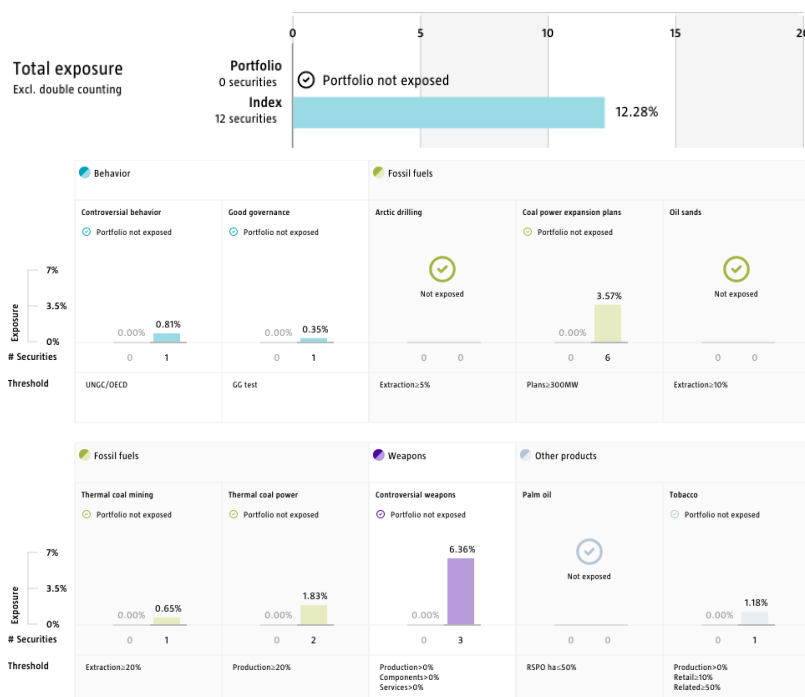 0 5 10 15 20
Total exposure
Excl. double counting
Portfolio
0 securities
Portfolio not exposed
Index
12 securities
12.28%
Behavior
Fossil fuels
Controversial behavior
Good governance
Arctic drilling
Coal power expansion plans
Oil sands
Portfolio not exposed
Portfolio not exposed
Portfolio not exposed
Exposure
7%
3.5%
0%
0.00% 0.81%
0.00% 0.35%
Not exposed
0.00% 3.57%
Not exposed
# Securities
0 1
0 1
0 0
0 6
0 0
Threshold
UNGC/OECD
GG test
Extraction≥5%
Plans≥300MW
Extraction≥10%
Fossil fuels
Weapons
Other products
Thermal coal mining
Thermal coal power
Controversial weapons
Palm oil
Tobacco
Portfolio not exposed
Portfolio not exposed
Portfolio not exposed
Portfolio not exposed
Exposure
7%
3.5%
0%
0.00% 0.65%
0.00% 1.83%
0.00% 6.36%
Not exposed
0.00% 1.18%
# Securities
0 1
0 2
0 3
0 0
0 1
Threshold
Extraction≥20%
Production≥20%
Production>0%
Components>0%
Services>0%
RSPO ha≤50%
Production>0%
Retail≥10%
Related≥50%